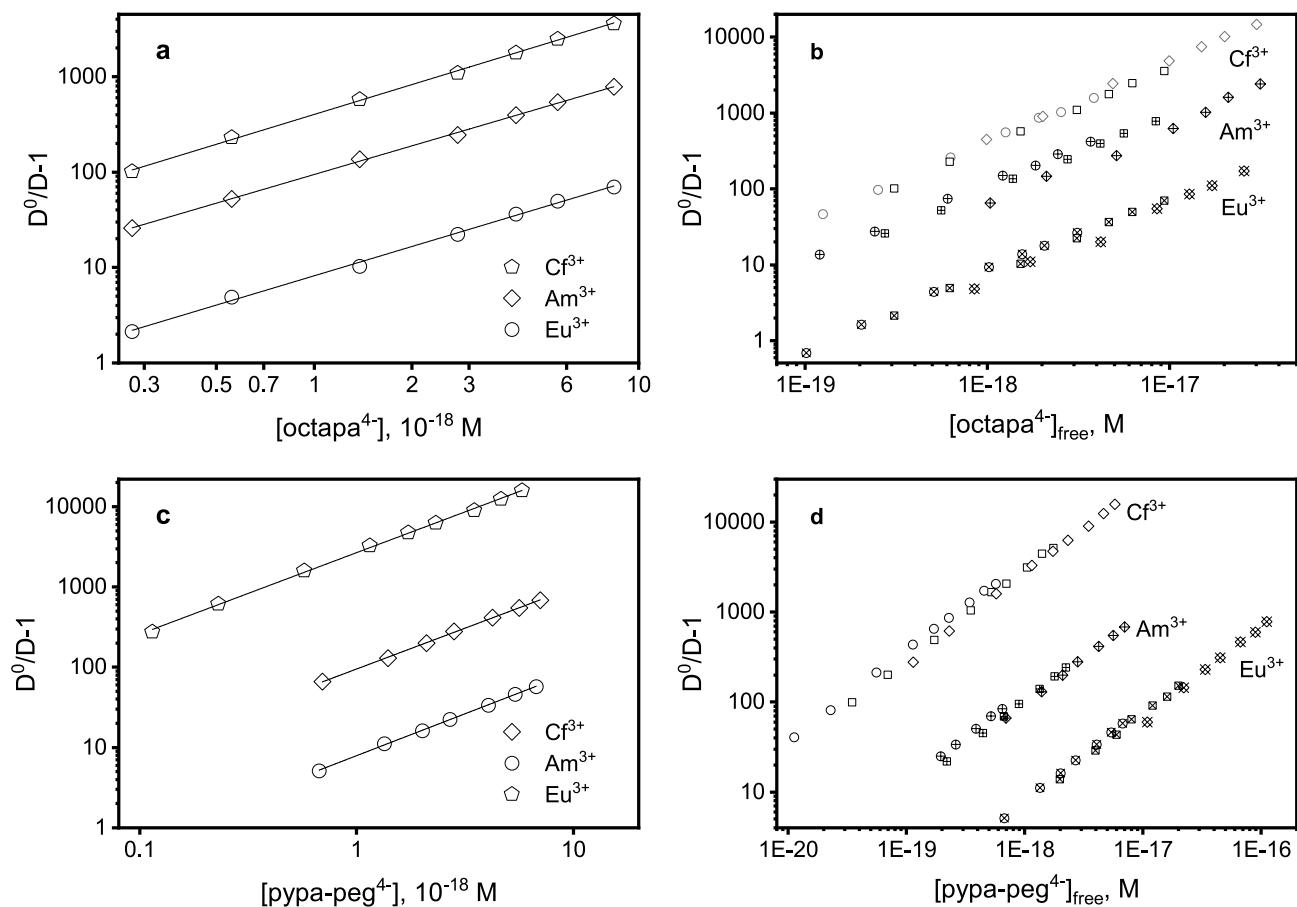 a
1000
100
10
1
D⁰/D-1
Cf³⁺
Am³⁺
Eu³⁺
0.3 0.5 0.7 1 2 3 6 10
[octapa⁴⁻], 10⁻¹⁸ M
b
10000
1000
100
10
1
D⁰/D-1
Cf³⁺
Am³⁺
Eu³⁺
1E-19 1E-18 1E-17
[octapa⁴⁻]free, M
c
10000
1000
100
10
1
D⁰/D-1
Cf³⁺
Am³⁺
Eu³⁺
0.1 1 10
[pypa-peg⁴⁻], 10⁻¹⁸ M
d
10000
1000
100
10
D⁰/D-1
Cf³⁺
Am³⁺
Eu³⁺
1E-20 1E-19 1E-18 1E-17 1E-16
[pypa-peg⁴⁻]free, M